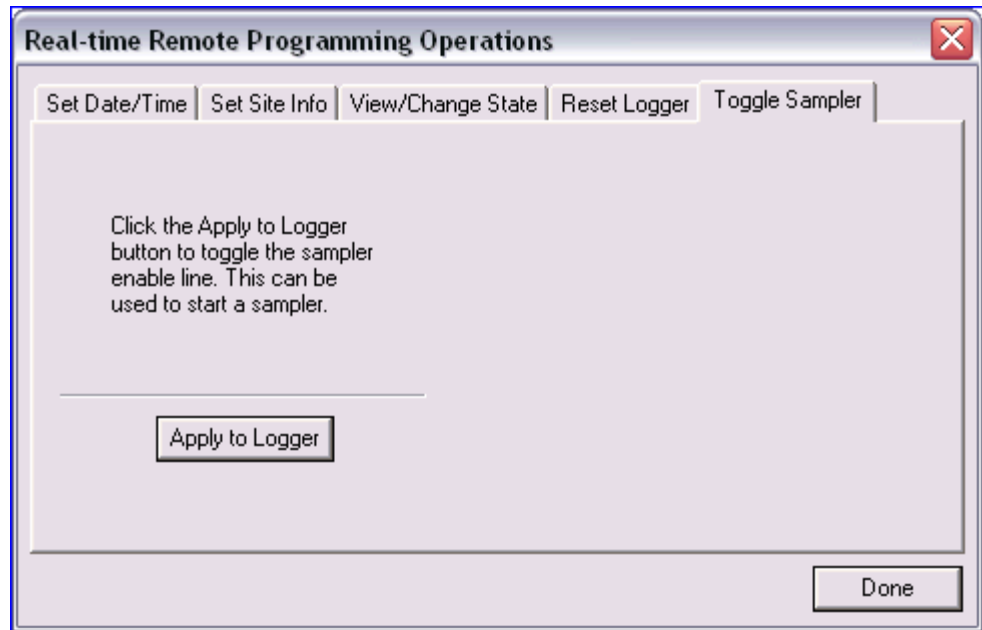 Real-time Remote Programming Operations
Set Date/Time Set Site Info View/Change State Reset Logger Toggle Sampler
Click the Apply to Logger
button to toggle the sampler
enable line. This can be
used to start a sampler.
Apply to Logger
Done